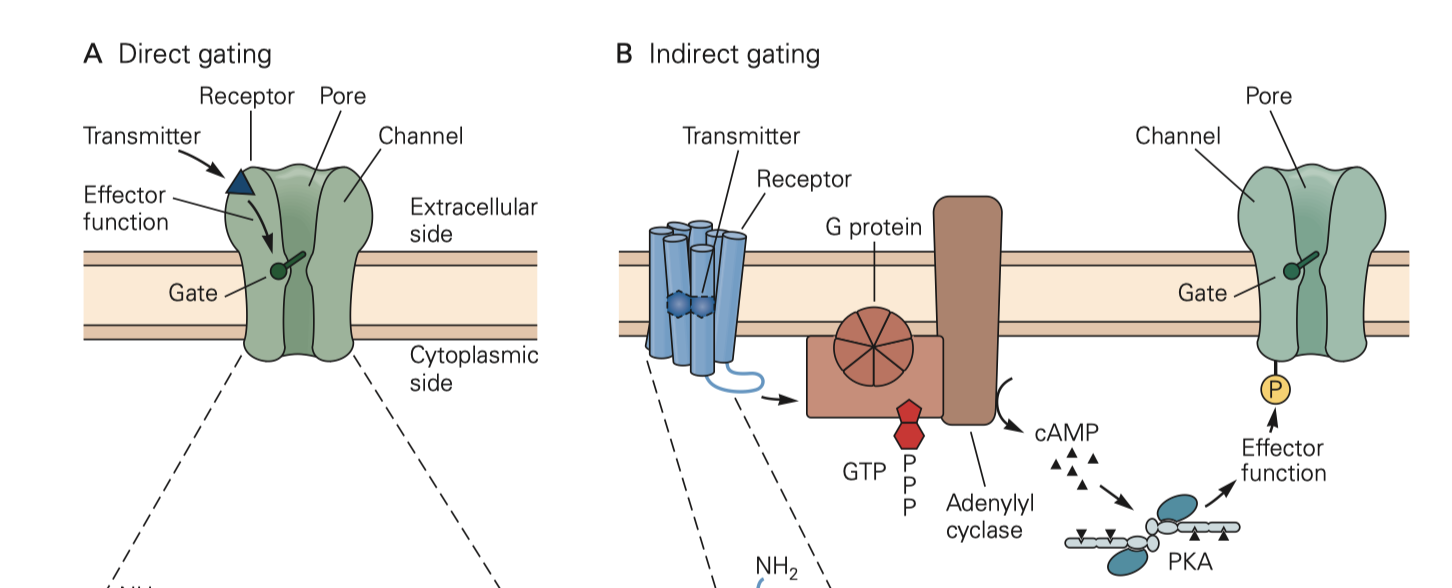 A Direct gating
Receptor
Pore
Transmitter
Channel
Effector
function
Extracellular
side
Gate
Cytoplasmic
side
B Indirect gating
Transmitter
Receptor
G protein
GTP
P
P
P
Adenylyl
cyclase
cAMP
PKA
Effector
function
P
Gate
Channel
Pore
NH₂